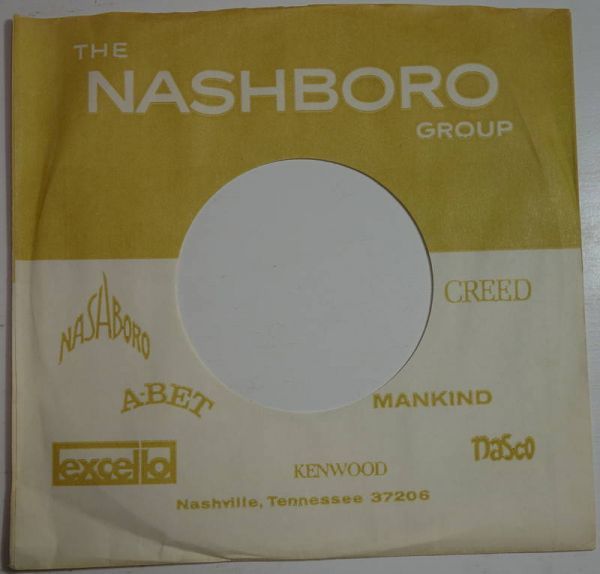 THE
NASHBORO
GROUP
NASHBORO
CREED
A-BET
MANKIND
excello
KENWOOD
nasco
Nashville, Tennessee 37206